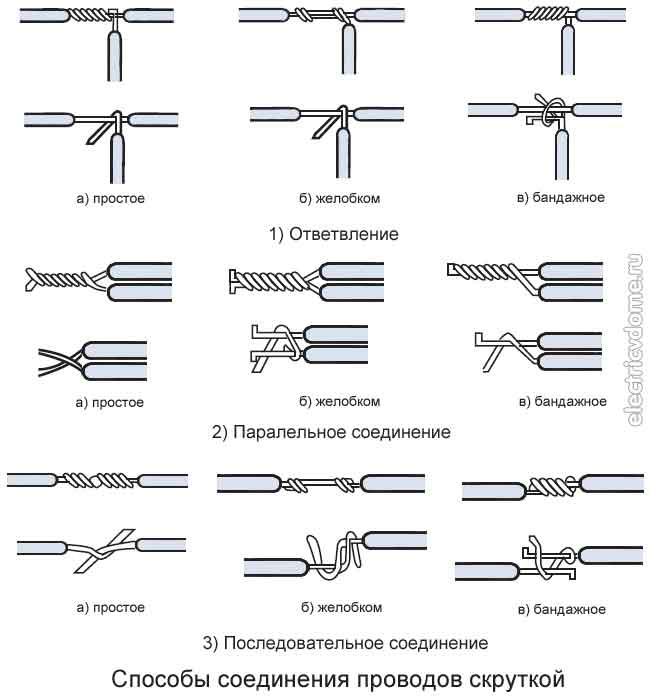 а) простое
б) желобком
в) бандажное
1) Ответвление
а) простое
б) желобком
в) бандажное
2) Паралельное соединение
а) простое
б) желобком
в) бандажное
3) Последовательное соединение
Способы соединения проводов скруткой
electricvdome.ru